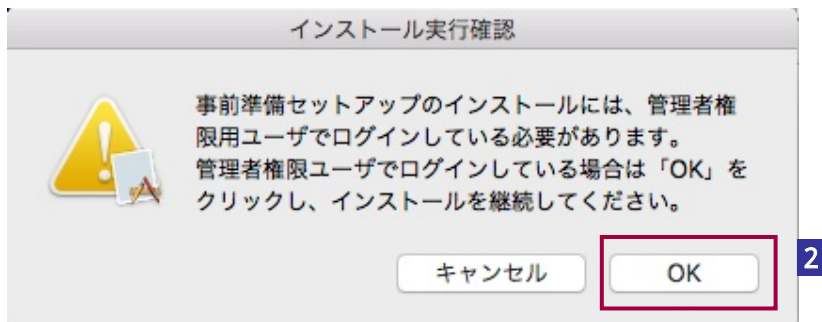 インストール実行確認
事前準備セットアップのインストールには、管理者権
限用ユーザでログインしている必要があります。
管理者権限ユーザでログインしている場合は「OK」を
クリックし、インストールを継続してください。
キャンセル OK 2